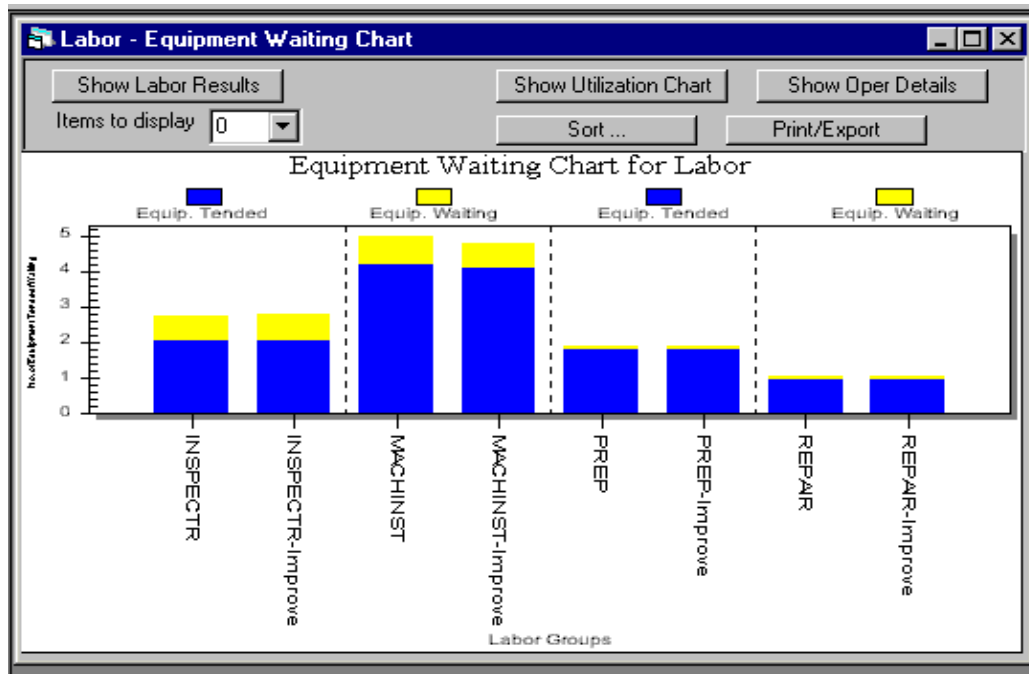 Labor - Equipment Waiting Chart
Show Labor Results
Show Utilization Chart
Show Oper Details
Items to display
0
Sort ...
Print/Export
Equipment Waiting Chart for Labor
Equip. Tended
Equip. Waiting
Equip. Tended
Equip. Waiting
5
4
3
2
1
0
INSPECTR
INSPECTR-Improve
MACHINST
MACHINST-Improve
PREP
PREP-Improve
REPAIR
REPAIR-Improve
Labor Groups